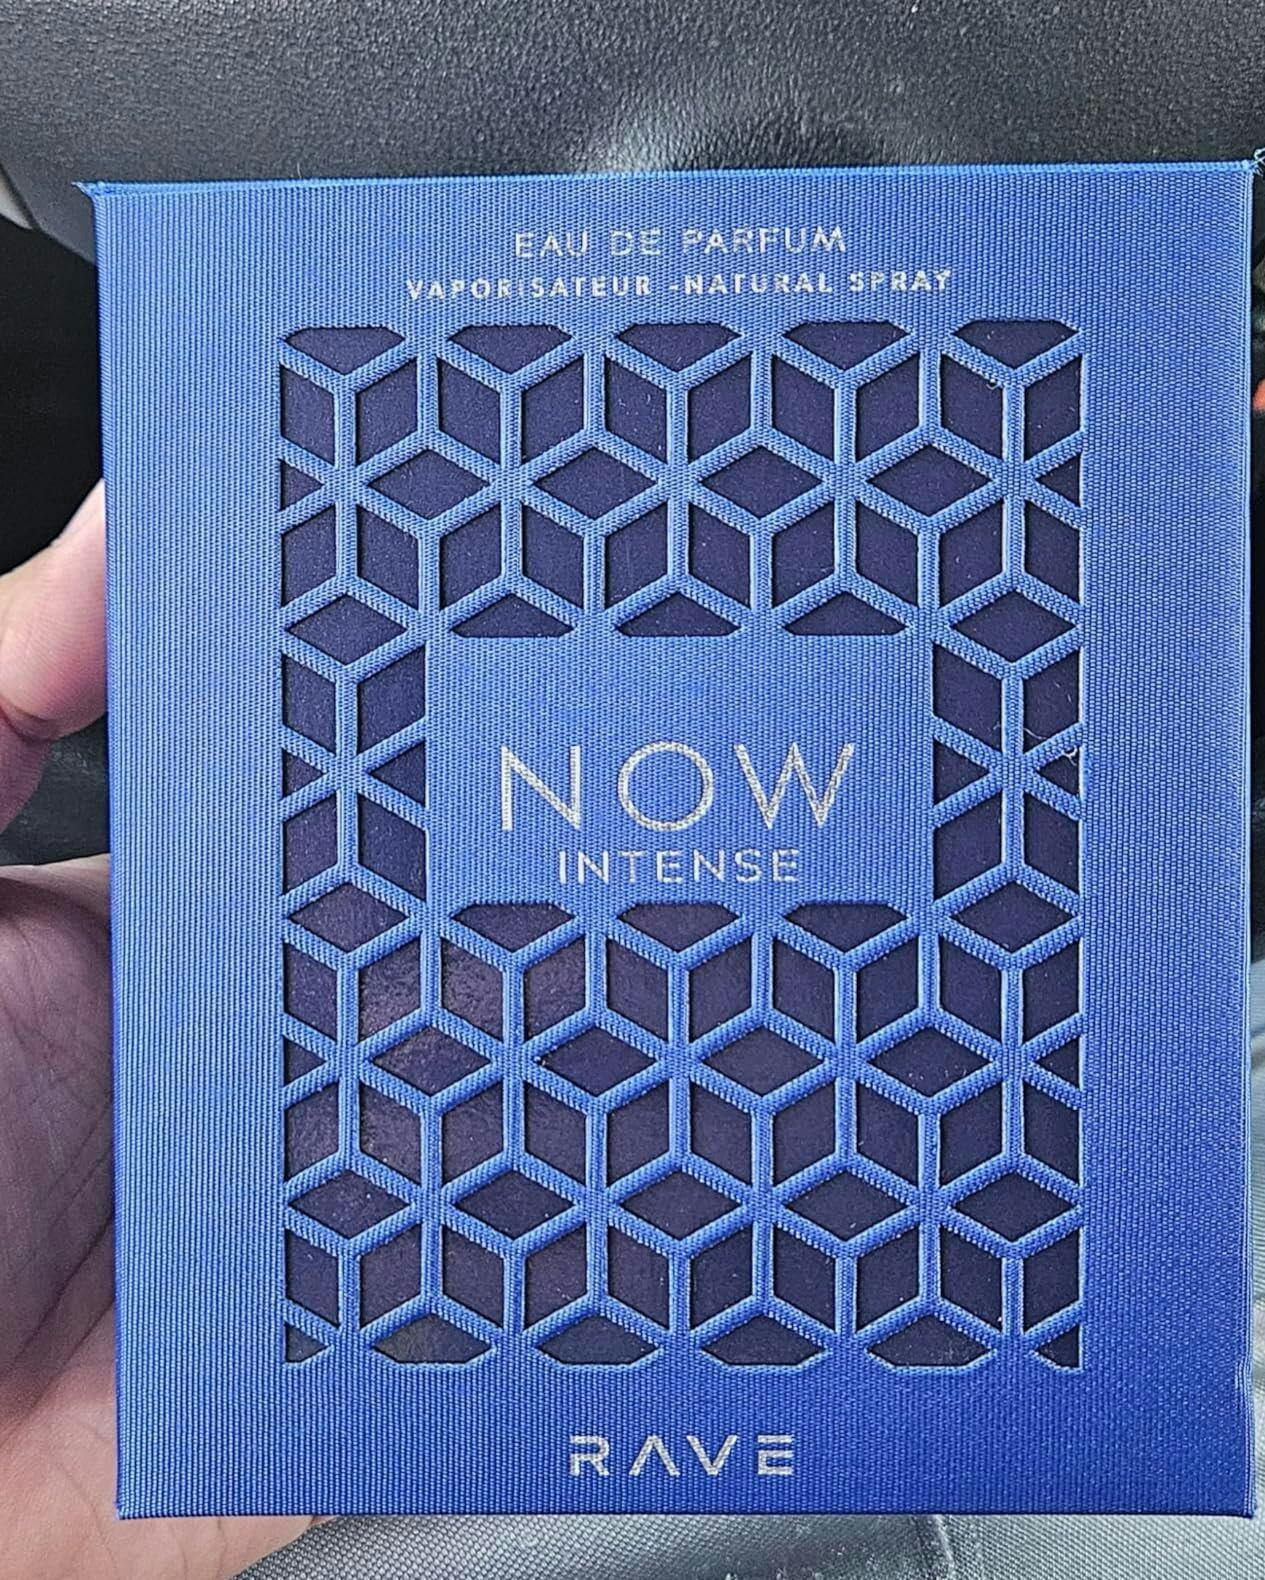 EAU DE PARFUM
VAPORISATEUR -NATURAL SPRAY
NOW
INTENSE
RAVE